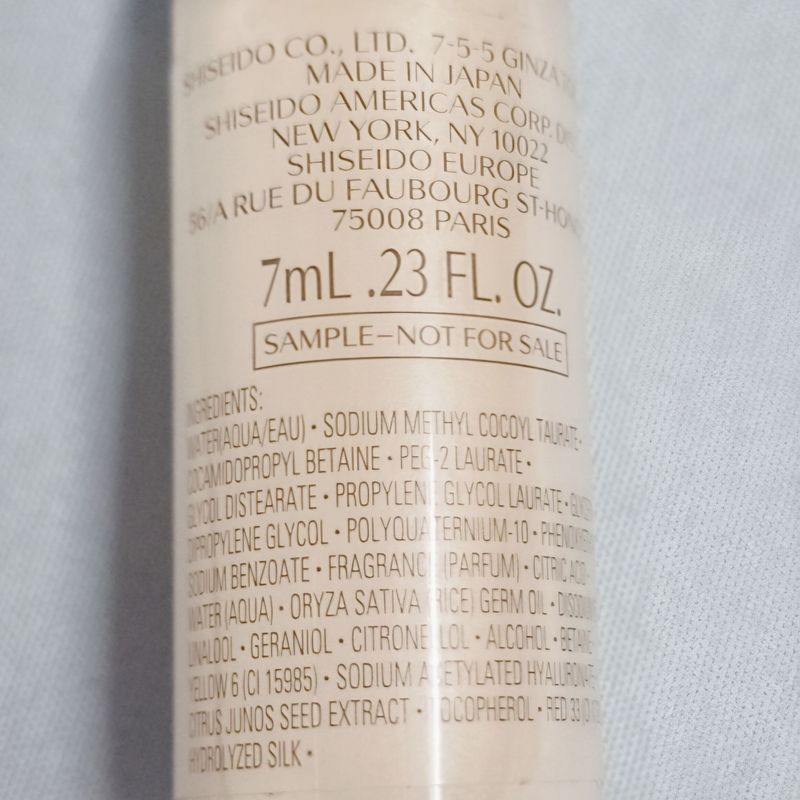 SHISEIDO CO., LTD. 7-5-5 GINZA
MADE IN JAPAN
SHISEIDO AMERICAS CORP.
NEW YORK, NY 10022
SHISEIDO EUROPE
56/A RUE DU FAUBOURG ST-HON
75008 PARIS
7mL .23 FL. OZ.
SAMPLE–NOT FOR SALE
INGREDIENTS:
WATER(AQUA/EAU)・SODIUM METHYL COCOYL TAURATE・
COCAMIDOPROPYL BETAINE・PEG-2 LAURATE・
GLYCOL DISTEARATE・PROPYLENE GLYCOL LAURATE・
DIPROPYLENE GLYCOL・POLYQUATERNIUM-10・
SODIUM BENZOATE・FRAGRANCE (PARFUM)・CITRIC ACID・
WATER (AQUA)・ORYZA SATIVA (RICE) GERM OIL・
LINALOOL・GERANIOL・CITRONELLOL・ALCOHOL・BETAINE
YELLOW 6 (CI 15985)・SODIUM ACETYLATED HYALURONATE
CITRUS JUNOS SEED EXTRACT・TOCOPHEROL・RED 33
HYDROLYZED SILK・